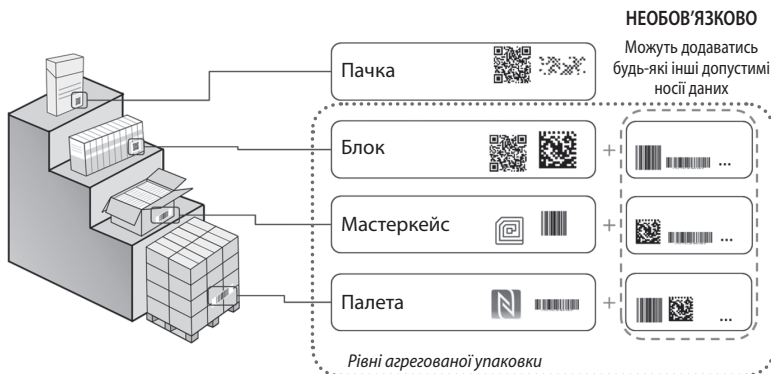 НЕОБОВ’ЯЗКОВО
Можуть додаватись
будь-які інші допустимі
носії даних
Пачка
Блок
+
...
Мастеркейс
+
...
Палета
+
...
Рівні агрегованої упаковки